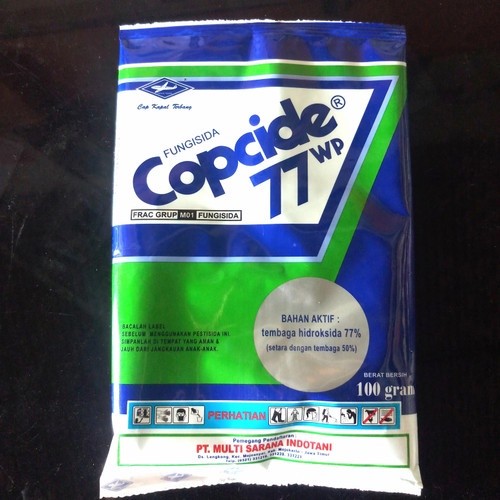 Cap Kapal Terbang
FUNGISIDA
Copcide®
77 WP
FRAC GRUP M01 FUNGISIDA
BAHAN AKTIF :
tembaga hidroksida 77%
(setara dengan tembaga 50%)
BACALAH LABEL
SEBELUM MENGGUNAKAN PESTISIDA INI
SIMPANLAH DI TEMPAT YANG AMAN &
JAUH DARI JANGKAUAN ANAK-ANAK.
BERAT BERSIH
100 gram
PERHATIAN
Pemegang Pendaftaran:
PT. MULTI SARANA INDOTANI